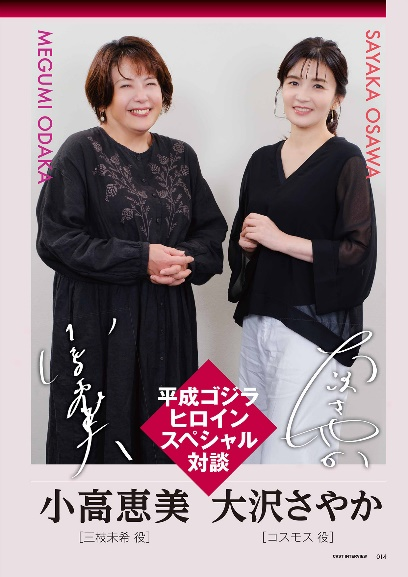 MEGUMI ODAKA
SAYAKA OSAWA
平成ゴジラ
ヒロイン
スペシャル
対談
小高恵美
[三枝未希 役]
大沢さやか
[コスモス 役]
CAST INTERVIEW 014